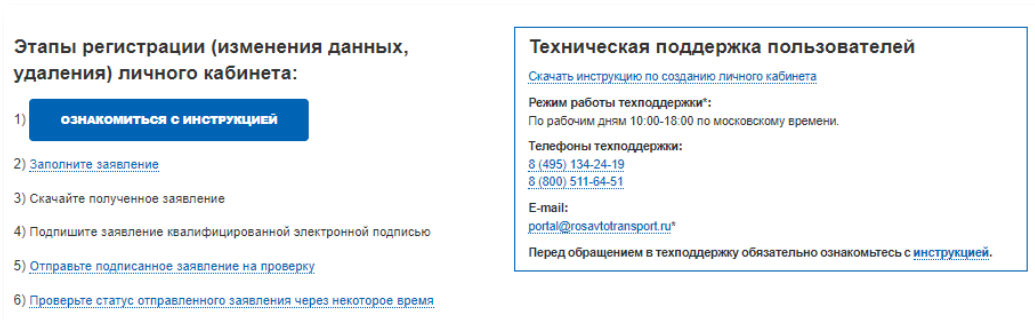 Этапы регистрации (изменения данных,
удаления) личного кабинета:
1) ОЗНАКОМИТЬСЯ С ИНСТРУКЦИЕЙ
2) Заполните заявление
3) Скачайте полученное заявление
4) Подпишите заявление квалифицированной электронной подписью
5) Отправьте подписанное заявление на проверку
6) Проверьте статус отправленного заявления через некоторое время
Техническая поддержка пользователей
Скачать инструкцию по созданию личного кабинета
Режим работы техподдержки*:
По рабочим дням 10:00-18:00 по московскому времени.
Телефоны техподдержки:
8 (495) 134-24-19
8 (800) 511-64-51
E-mail:
portal@rosavtotransport.ru*
Перед обращением в техподдержку обязательно ознакомьтесь с инструкцией.